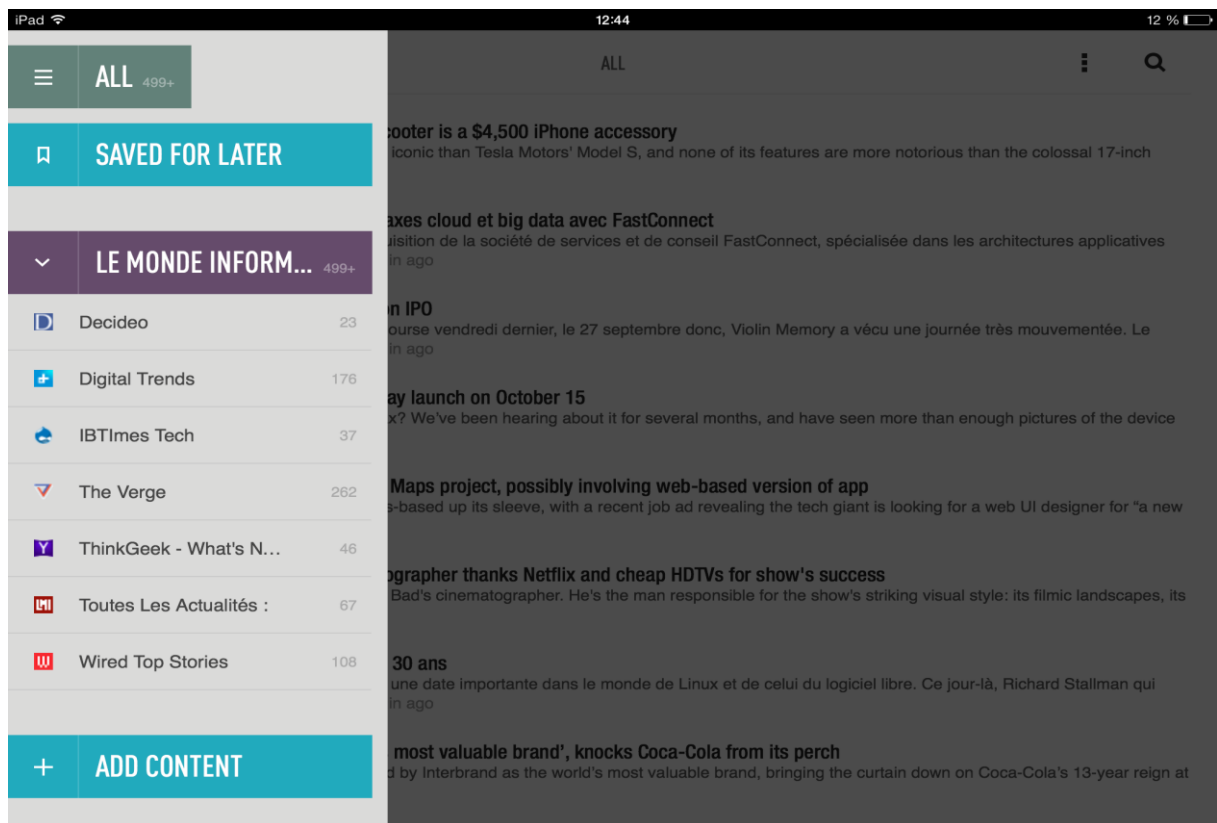 iPad 12:44 12 %
ALL 499+
SAVED FOR LATER
LE MONDE INFORM... 499+
Decideo 23
Digital Trends 176
IBTImes Tech 37
The Verge 262
ThinkGeek - What's N... 46
Toutes Les Actualités : 67
Wired Top Stories 108
ADD CONTENT
ALL
cooter is a $4,500 iPhone accessory
iconic than Tesla Motors' Model S, and none of its features are more notorious than the colossal 17-inch
axes cloud et big data avec FastConnect
uisition de la société de services et de conseil FastConnect, spécialisée dans les architectures applicatives
in ago
on IPO
ourse vendredi dernier, le 27 septembre donc, Violin Memory a vécu une journée très mouvementée. Le
in ago
ay launch on October 15
x? We've been hearing about it for several months, and have seen more than enough pictures of the device
Maps project, possibly involving web-based version of app
s-based up its sleeve, with a recent job ad revealing the tech giant is looking for a web UI designer for “a new
ographer thanks Netflix and cheap HDTVs for show's success
Bad's cinematographer. He's the man responsible for the show's striking visual style: its filmic landscapes, its
30 ans
une date importante dans le monde de Linux et de celui du logiciel libre. Ce jour-là, Richard Stallman qui
in ago
most valuable brand’, knocks Coca-Cola from its perch
d by Interbrand as the world’s most valuable brand, bringing the curtain down on Coca-Cola’s 13-year reign at